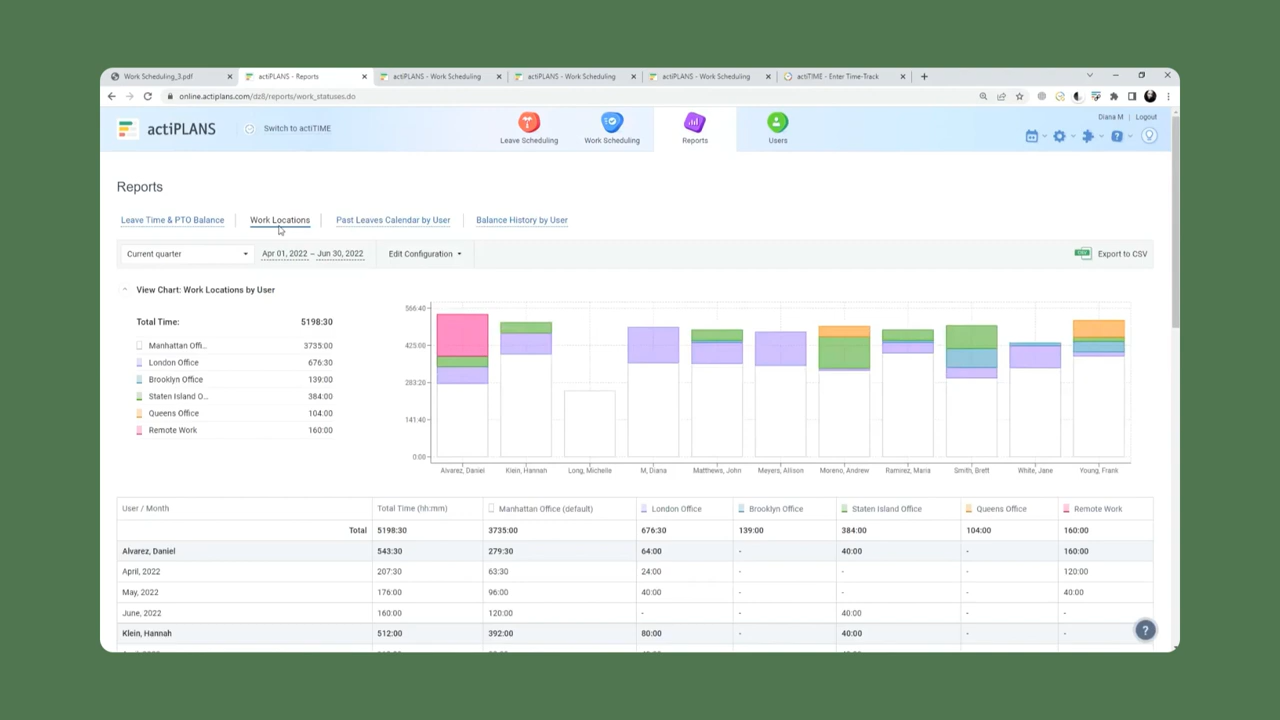 Work Scheduling_3.pdf
actiPLANS - Reports
actiPLANS - Work Scheduling
actiPLANS - Work Scheduling
actiPLANS - Work Scheduling
actiTIME - Enter Time-Track
online.actiplans.com/dz8/reports/work_statuses.do
actiPLANS
Switch to actiTIME
Leave Scheduling
Work Scheduling
Reports
Users
Diana M | Logout
Reports
Leave Time & PTO Balance
Work Locations
Past Leaves Calendar by User
Balance History by User
Current quarter
Apr 01, 2022 – Jun 30, 2022
Edit Configuration
CSV
Export to CSV
View Chart: Work Locations by User
Total Time: 5198:30
Manhattan Offi... 3735:00
London Office 676:30
Brooklyn Office 139:00
Staten Island O... 384:00
Queens Office 104:00
Remote Work 160:00
566:40
425:00
283:20
141:40
0:00
Alvarez, Daniel
Klein, Hannah
Long, Michelle
M, Diana
Matthews, John
Meyers, Allison
Moreno, Andrew
Ramirez, Maria
Smith, Brett
White, Jane
Young, Frank
User / Month Total Time (hh:mm) Manhattan Office (default) London Office Brooklyn Office Staten Island Office Queens Office Remote Work
Total 5198:30 3735:00 676:30 139:00 384:00 104:00 160:00
Alvarez, Daniel 543:30 279:30 64:00 - 40:00 - 160:00
April, 2022 207:30 63:30 24:00 - - - 120:00
May, 2022 176:00 96:00 40:00 - - - 40:00
June, 2022 160:00 120:00 - - 40:00 - -
Klein, Hannah 512:00 392:00 80:00 - 40:00 - -
?